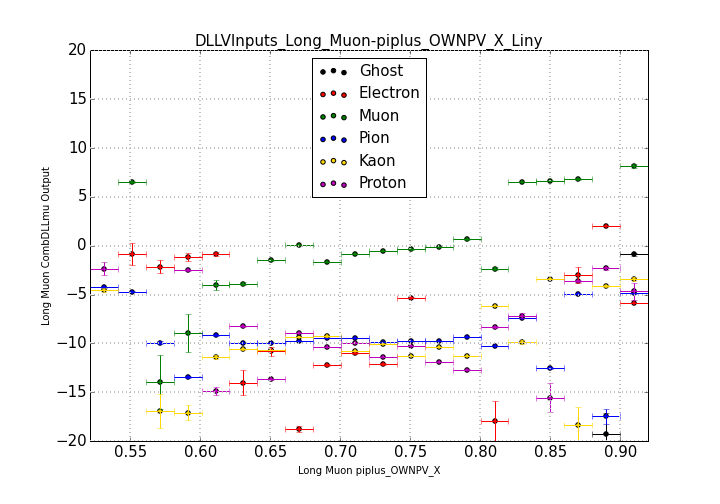 DLLVInputs_Long_Muon-piplus_OWNPV_X_Liny
Long Muon CombDLLmu Output
20
15
10
5
0
−5
−10
−15
−20
Ghost
Electron
Muon
Pion
Kaon
Proton
0.55 0.60 0.65 0.70 0.75 0.80 0.85 0.90
Long Muon piplus_OWNPV_X